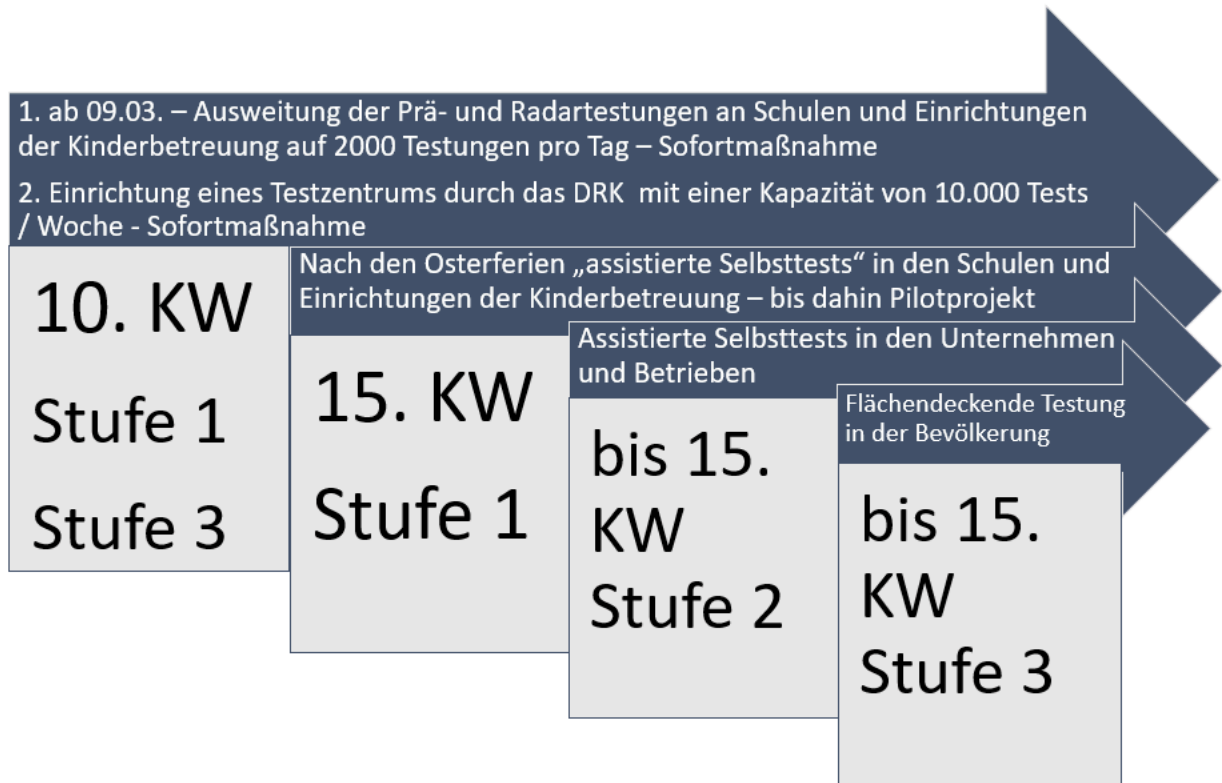 1. ab 09.03. – Ausweitung der Prä- und Radartestungen an Schulen und Einrichtungen
der Kinderbetreuung auf 2000 Testungen pro Tag – Sofortmaßnahme
2. Einrichtung eines Testzentrums durch das DRK  mit einer Kapazität von 10.000 Tests
/ Woche - Sofortmaßnahme
10. KW
Stufe 1
Stufe 3
Nach den Osterferien „assistierte Selbsttests“ in den Schulen und
Einrichtungen der Kinderbetreuung – bis dahin Pilotprojekt
15. KW
Stufe 1
Assistierte Selbsttests in den Unternehmen
und Betrieben
bis 15.
KW
Stufe 2
Flächendeckende Testung
in der Bevölkerung
bis 15.
KW
Stufe 3